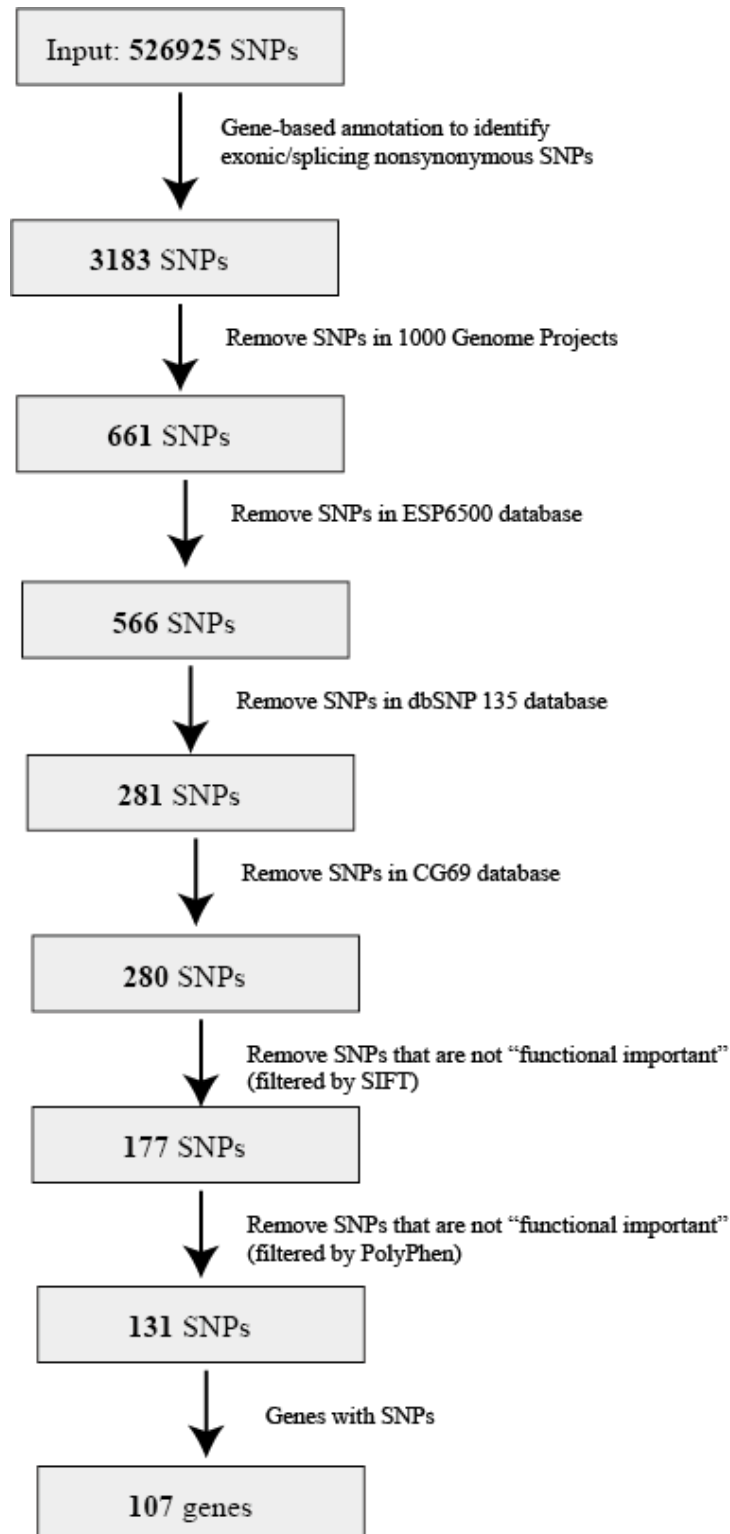 Input: 526925 SNPs
Gene-based annotation to identify
exonic/splicing nonsynonymous SNPs
3183 SNPs
Remove SNPs in 1000 Genome Projects
661 SNPs
Remove SNPs in ESP6500 database
566 SNPs
Remove SNPs in dbSNP 135 database
281 SNPs
Remove SNPs in CG69 database
280 SNPs
Remove SNPs that are not “functional important”
(filtered by SIFT)
177 SNPs
Remove SNPs that are not “functional important”
(filtered by PolyPhen)
131 SNPs
Genes with SNPs
107 genes